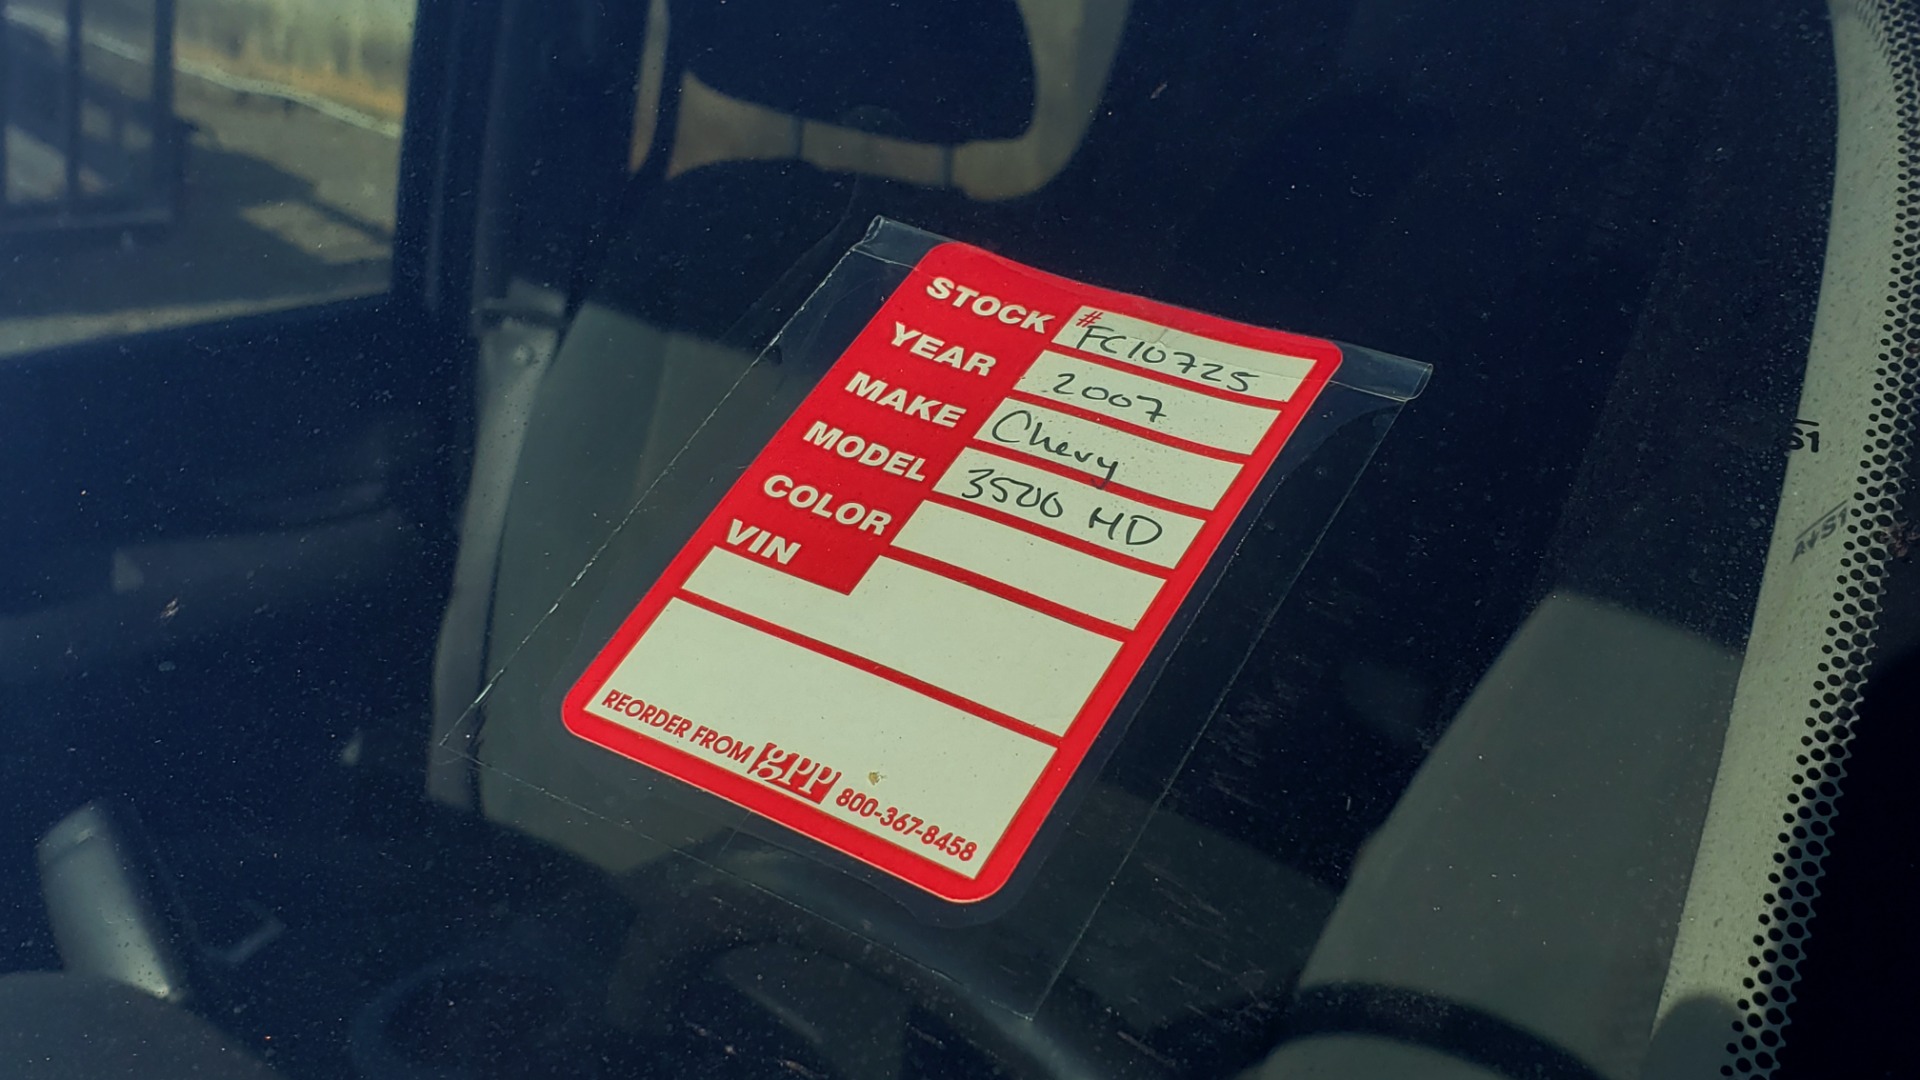 STOCK # FC10725
YEAR 2007
MAKE Chevy
MODEL 3500 HD
COLOR
VIN
REORDER FROM gpp 800-367-8458
AS1
AS1